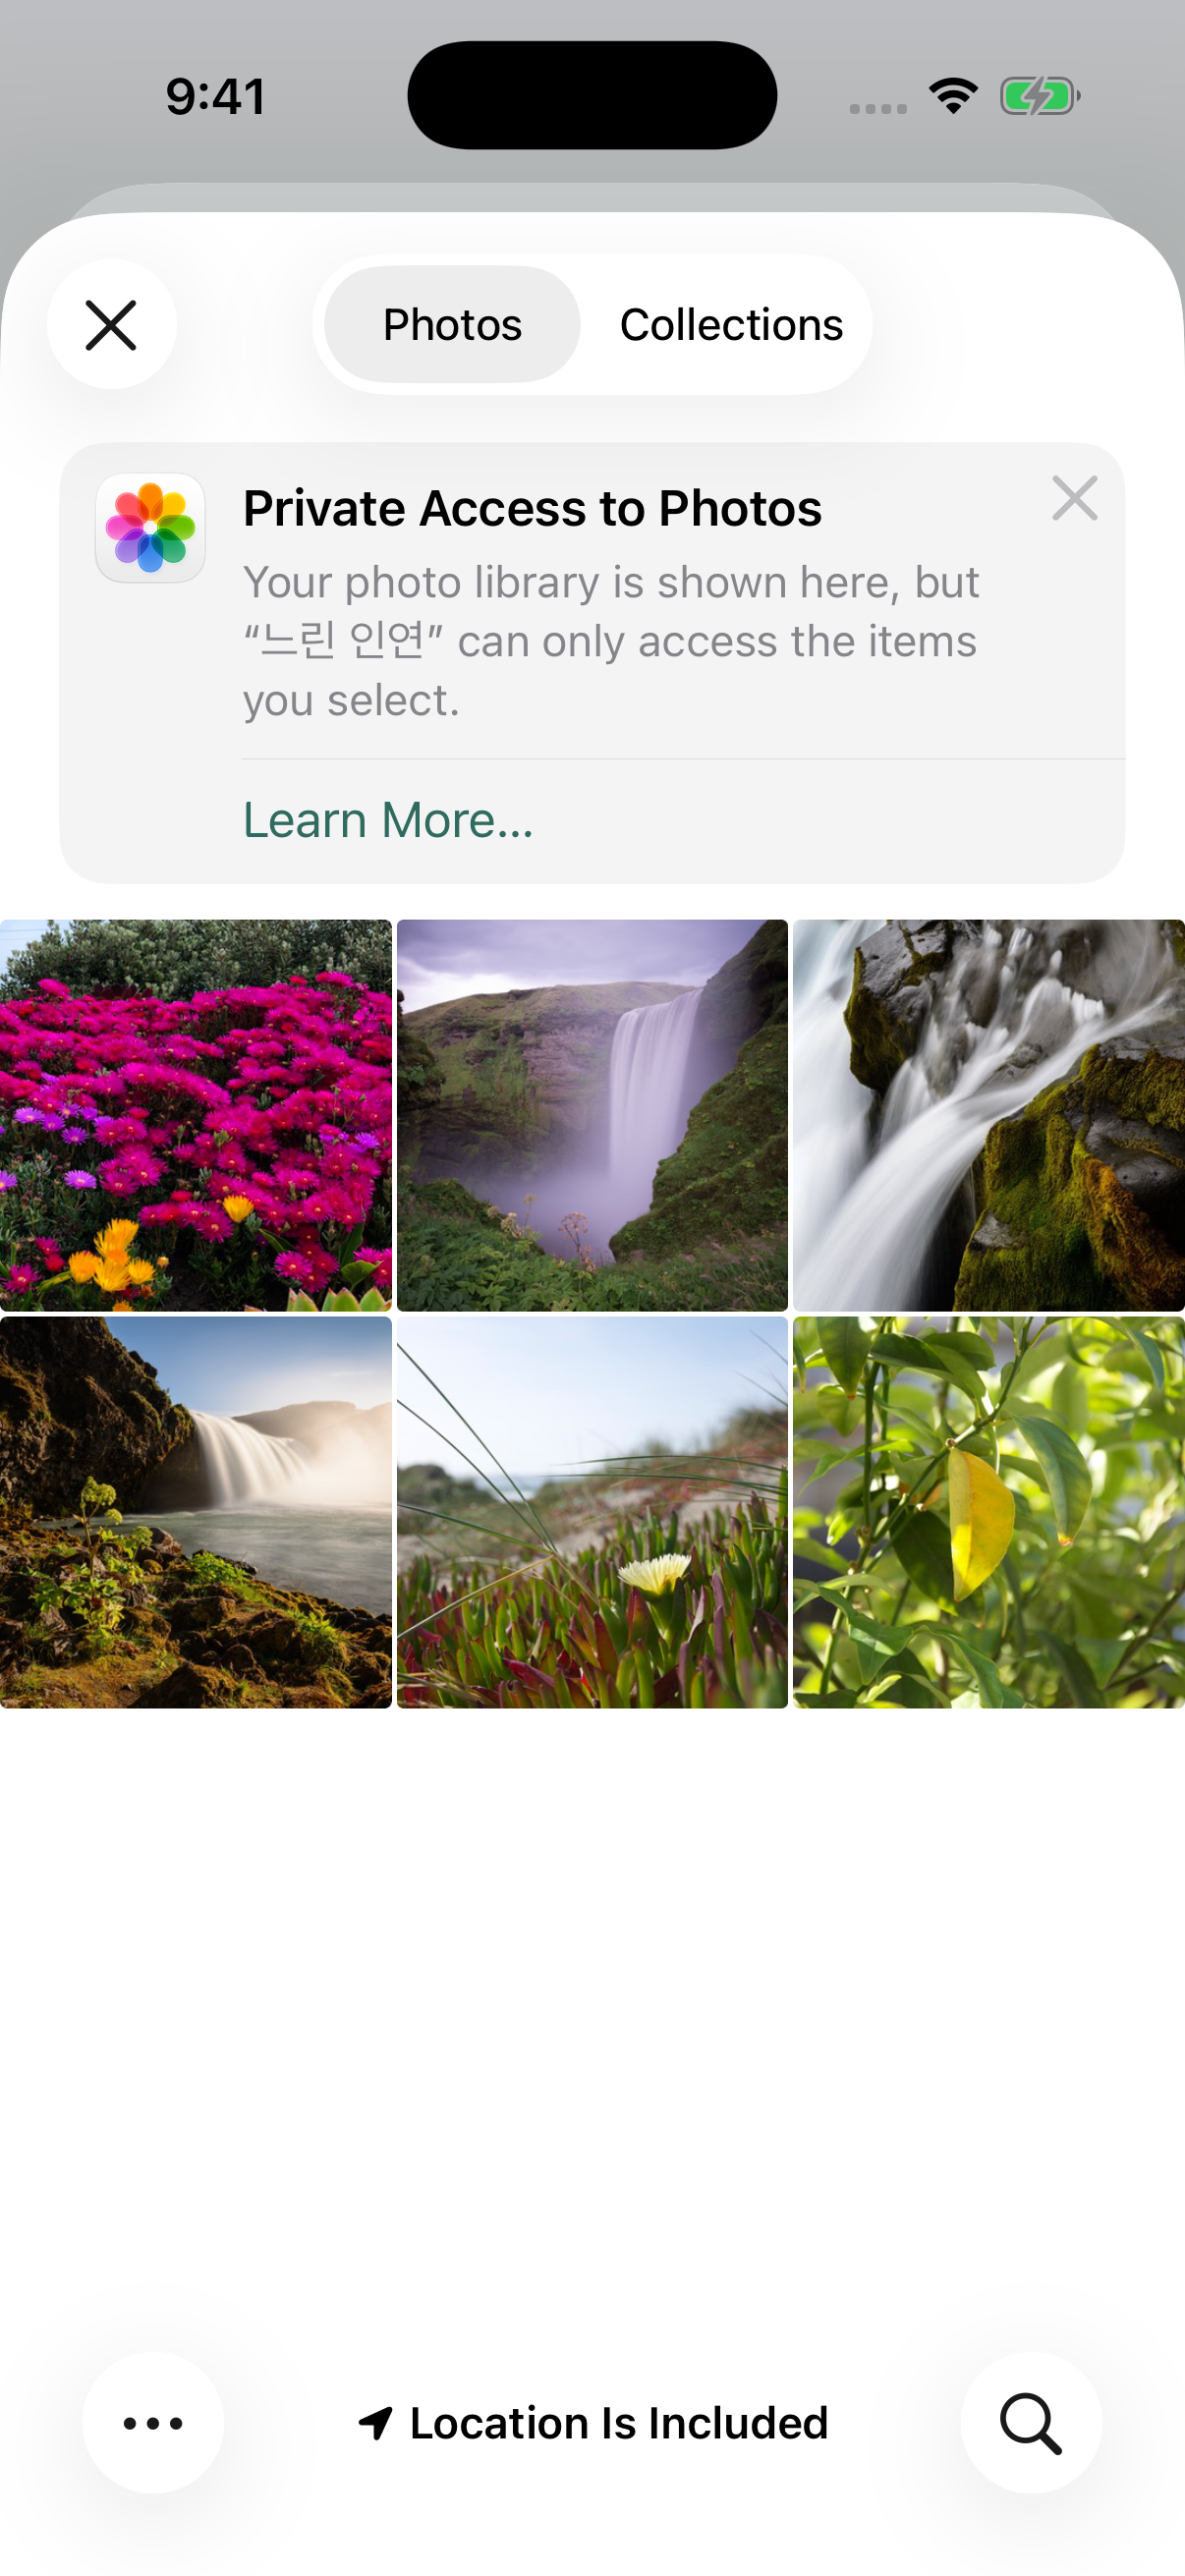 9:41
Photos
Collections
Private Access to Photos
Your photo library is shown here, but
“느린 인연” can only access the items
you select.
Learn More...
Location Is Included